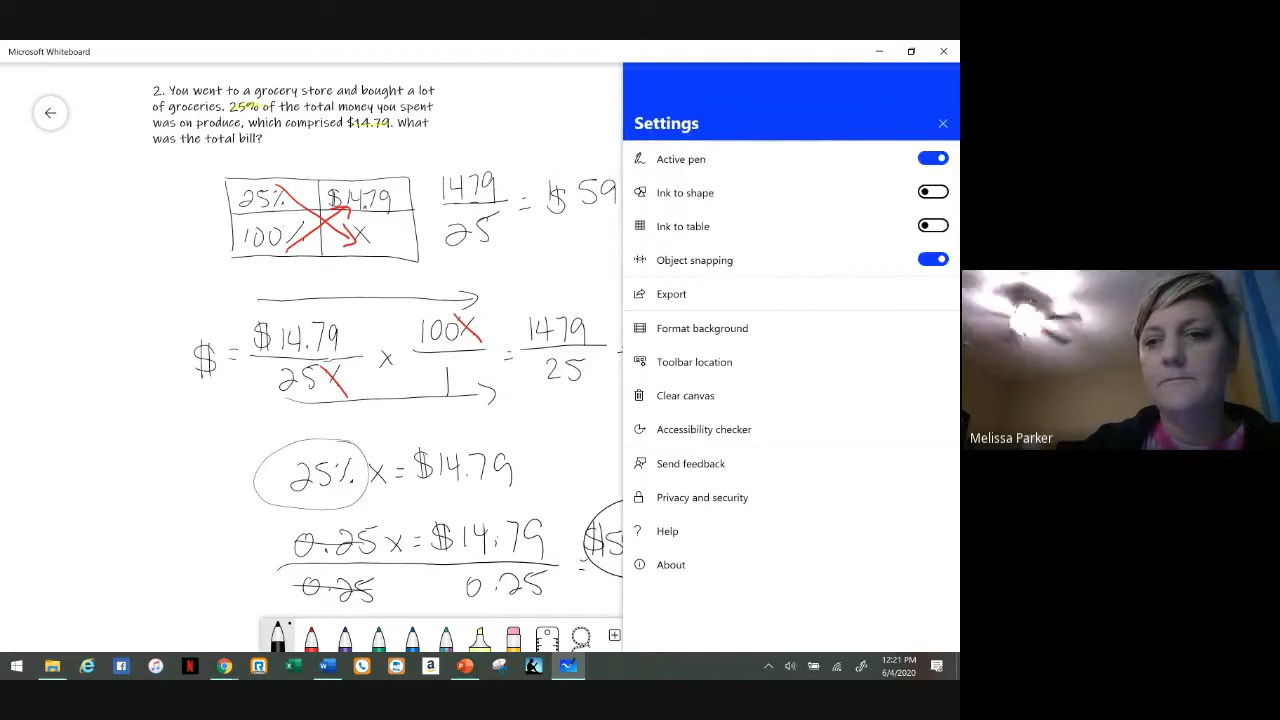 Microsoft Whiteboard
2. You went to a grocery store and bought a lot
of groceries. 25% of the total money you spent
was on produce, which comprised $14.79. What
was the total bill?
25% $14.79
100% x
1479
25
= $ 59
$ = $14.79 x 100% = 1479
25% 1 25
25% x = $14.79
0.25 x = $14.79 = $5
0.25 0.25
Settings
Active pen
Ink to shape
Ink to table
Object snapping
Export
Format background
Toolbar location
Clear canvas
Accessibility checker
Send feedback
Privacy and security
Help
About
Melissa Parker
12:21 PM
6/4/2020